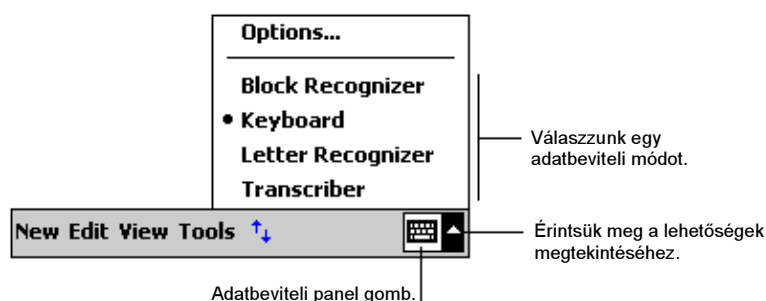 Options...
Block Recognizer
Keyboard
Letter Recognizer
Transcriber
Válaszzunk egy
adatbeviteli módot.
New Edit View Tools
Érintsük meg a lehetőségek
megtekintéséhez.
Adatbeviteli panel gomb.